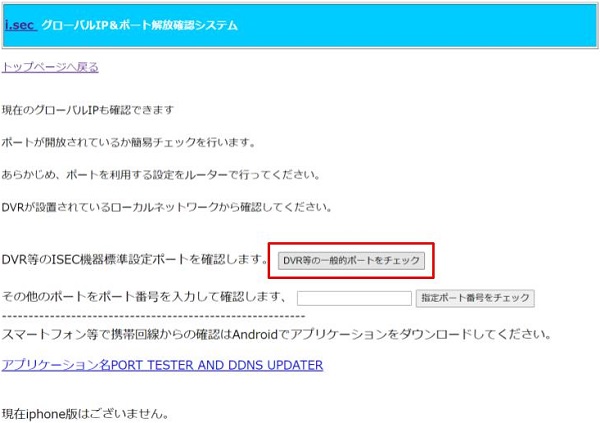 i.sec グローバルIP&ポート解放確認システム
トップページへ戻る
現在のグローバルIPも確認できます
ポートが開放されているか簡易チェックを行います。
あらかじめ、ポートを利用する設定をルーターで行ってください。
DVRが設置されているローカルネットワークから確認してください。
DVR等のISEC機器標準設定ポートを確認します。 DVR等の一般的ポートをチェック
その他のポートをポート番号を入力して確認します、 指定ポート番号をチェック
---------------------------------------------------------
スマートフォン等で携帯回線からの確認はAndroidでアプリケーションをダウンロードしてください。
アプリケーション名PORT TESTER AND DDNS UPDATER
現在iphone版はございません。